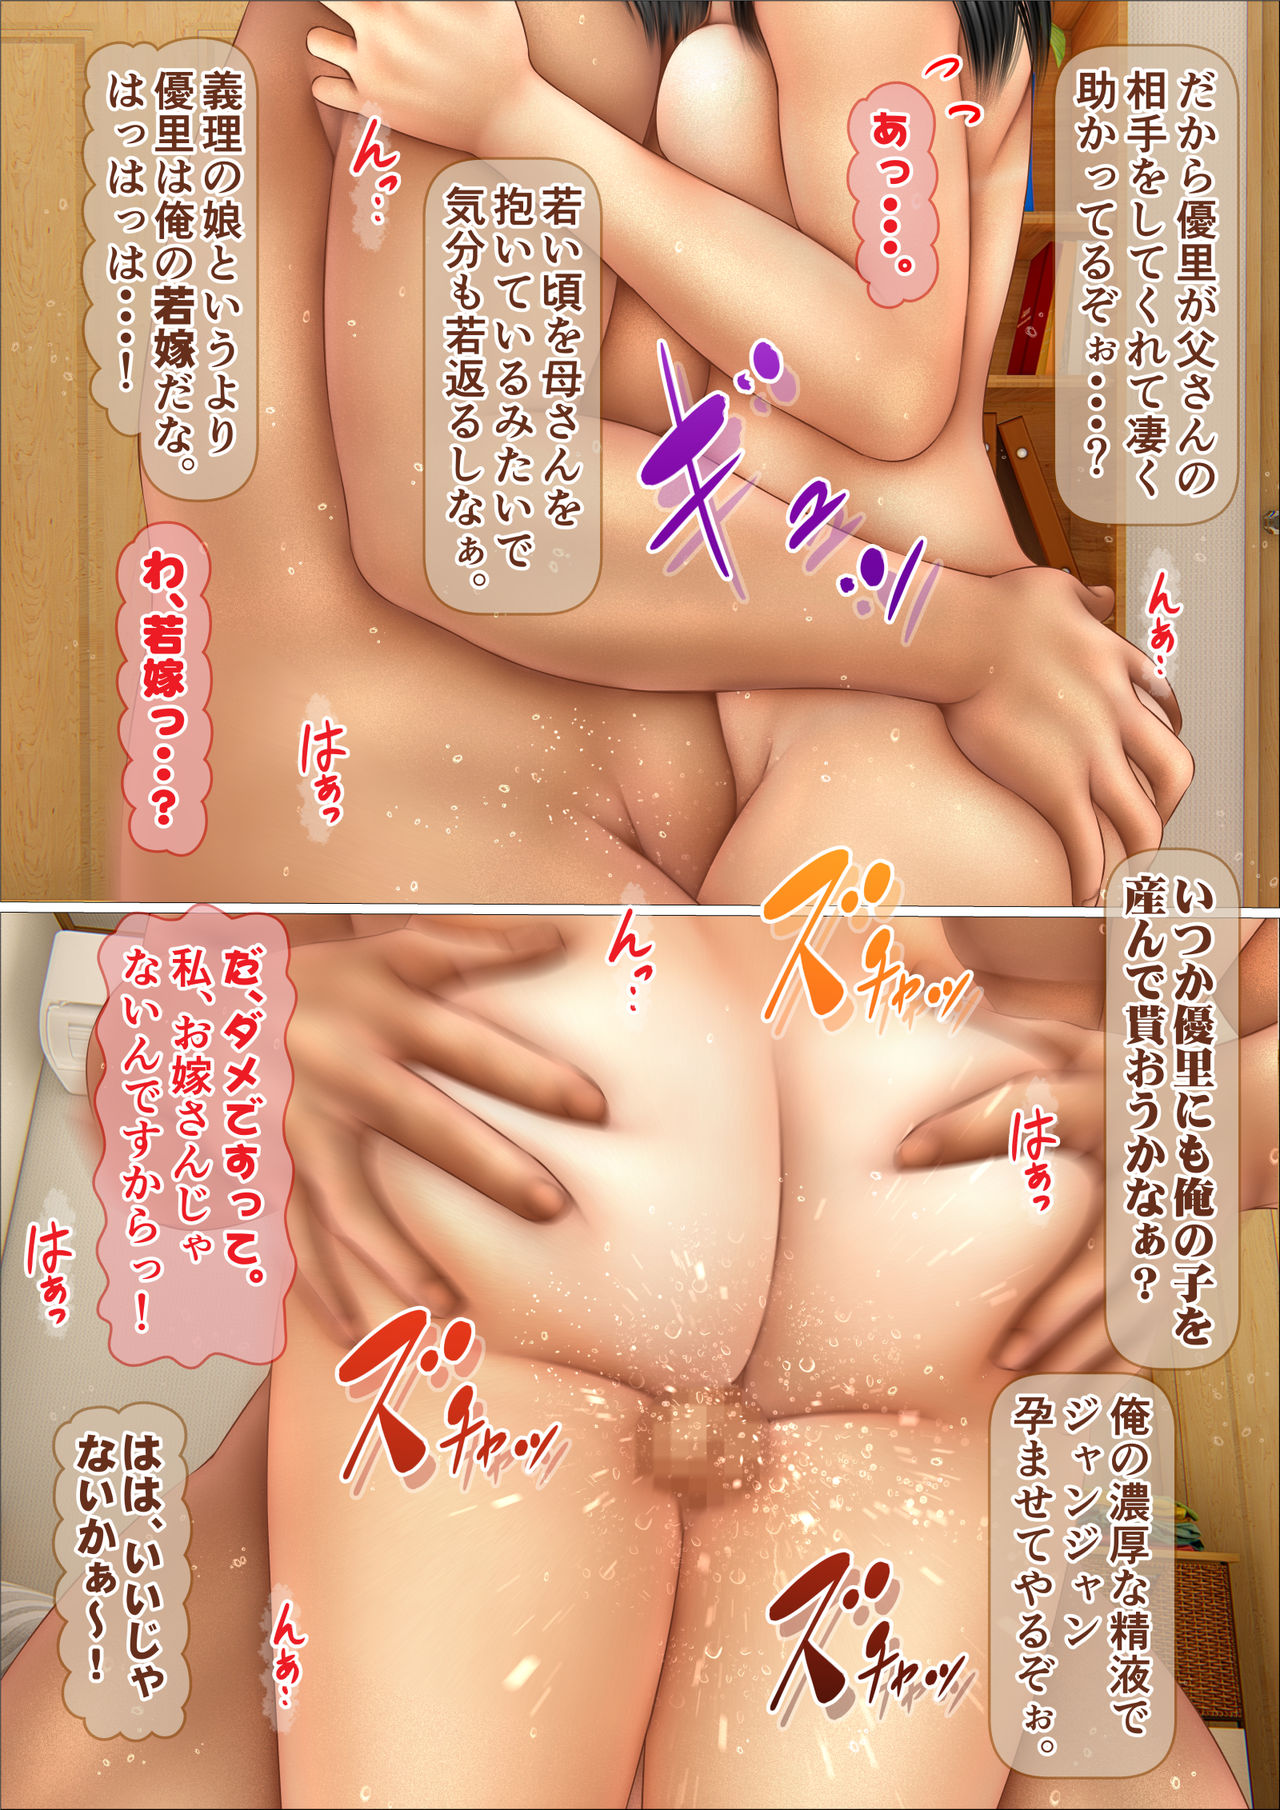 だから優里が父さんの
相手をしてくれて凄く
助かってるぞぉ・・・・？
っっ
あっ・・・・。
若い頃を母さんを
抱いているみたいで
気分も若返るしなぁ。
んっ・・
義理の娘というより
優里は俺の若嫁だな。
はっはっは・・・・！
ギュッ
んぁ・・
はぁっ
わ、若嫁っ・・・？
いつか優里にも俺の子を
産んで貰おうかなぁ？
ズチャッ
んっ・・
はぁっ
だ、ダメですって。
私、お嫁さんじゃ
ないんですからっ！
はぁっ
俺の濃厚な精液で
ジャンジャン
孕ませてやるぞぉ。
ズチャッ
ズチャッ
んぁ・・
はは、いいじゃ
ないかぁ～！